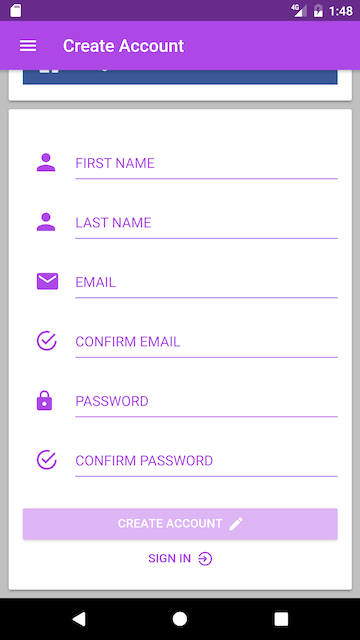 4G
1:48
Create Account
FIRST NAME
LAST NAME
EMAIL
CONFIRM EMAIL
PASSWORD
CONFIRM PASSWORD
CREATE ACCOUNT
SIGN IN